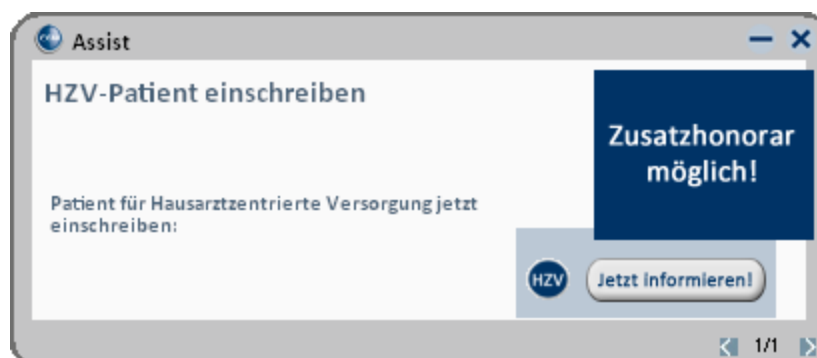 Assist
HZV-Patient einschreiben
Zusatzhonorar
möglich!
Patient für Hausarztzentrierte Versorgung jetzt
einschreiben:
HZV
Jetzt informieren!
1/1